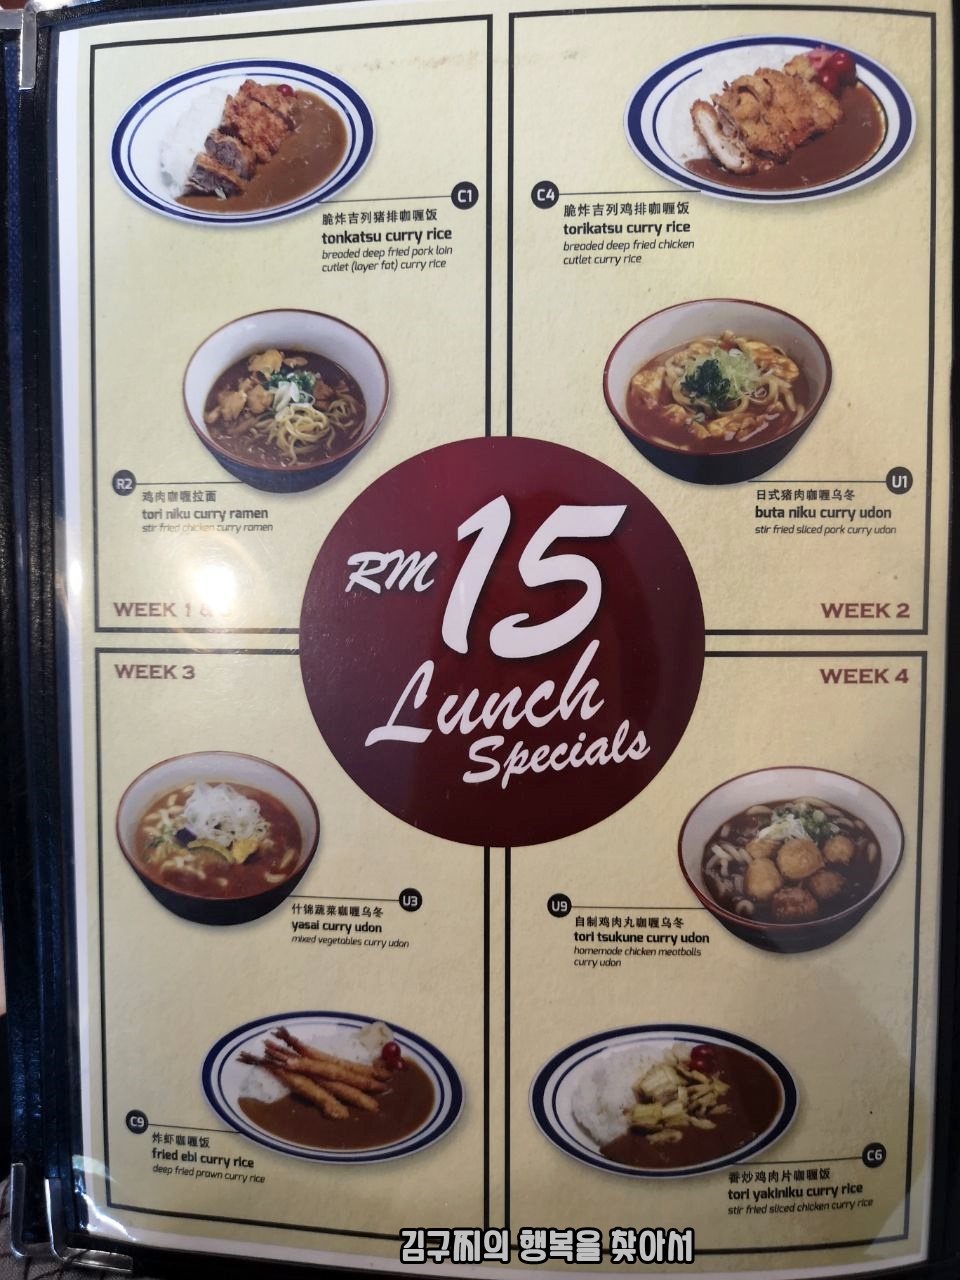 C1
脆炸吉列猪排咖喱饭
tonkatsu curry rice
breaded deep fried pork loin
cutlet (layer fat) curry rice
R2
鸡肉咖喱拉面
tori niku curry ramen
stir fried chicken curry ramen
WEEK 1
C4
脆炸吉列鸡排咖喱饭
torikatsu curry rice
breaded deep fried chicken
cutlet curry rice
U1
日式猪肉咖喱乌冬
buta niku curry udon
stir fried sliced pork curry udon
WEEK 2
RM 15
Lunch
Specials
WEEK 3
U3
什锦蔬菜咖喱乌冬
yasai curry udon
mixed vegetables curry udon
C9
炸虾咖喱饭
fried ebi curry rice
deep fried prawn curry rice
WEEK 4
U9
自制鸡肉丸咖喱乌冬
tori tsukune curry udon
homemade chicken meatballs
curry udon
C6
香炒鸡肉片咖喱饭
tori yakiniku curry rice
stir fried sliced chicken curry rice
김구찌의 행복을 찾아서